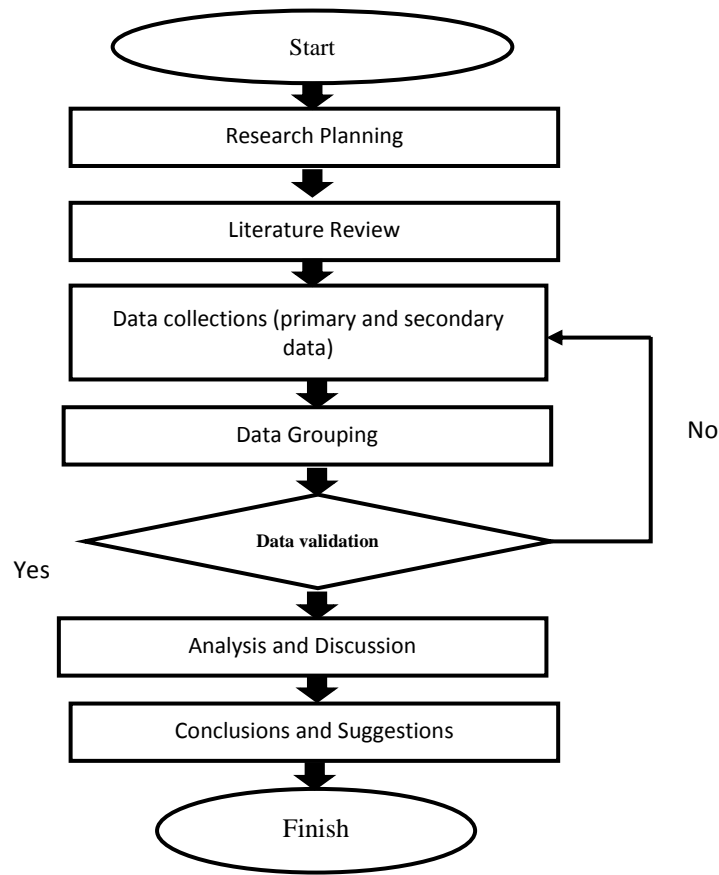 Start
Research Planning
Literature Review
Data collections (primary and secondary
data)
Data Grouping
No
Data validation
Yes
Analysis and Discussion
Conclusions and Suggestions
Finish